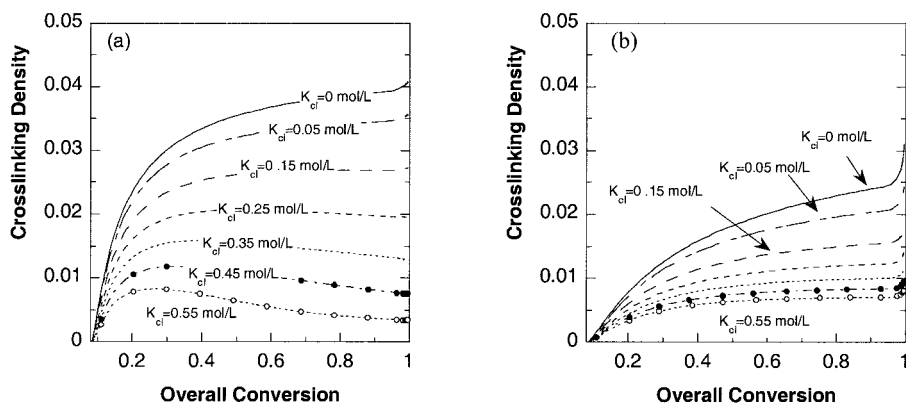 (a)
Crosslinking Density
0.05
0.04
0.03
0.02
0.01
0
K_cl=0 mol/L
K_cl=0.05 mol/L
K_cl=0 .15 mol/L
K_cl=0.25 mol/L
K_cl=0.35 mol/L
K_cl=0.45 mol/L
K_cl=0.55 mol/L
0.2 0.4 0.6 0.8 1
Overall Conversion
(b)
Crosslinking Density
0.05
0.04
0.03
0.02
0.01
0
K_cl=0 mol/L
K_cl=0.05 mol/L
K_cl=0 .15 mol/L
K_cl=0.55 mol/L
0.2 0.4 0.6 0.8 1
Overall Conversion